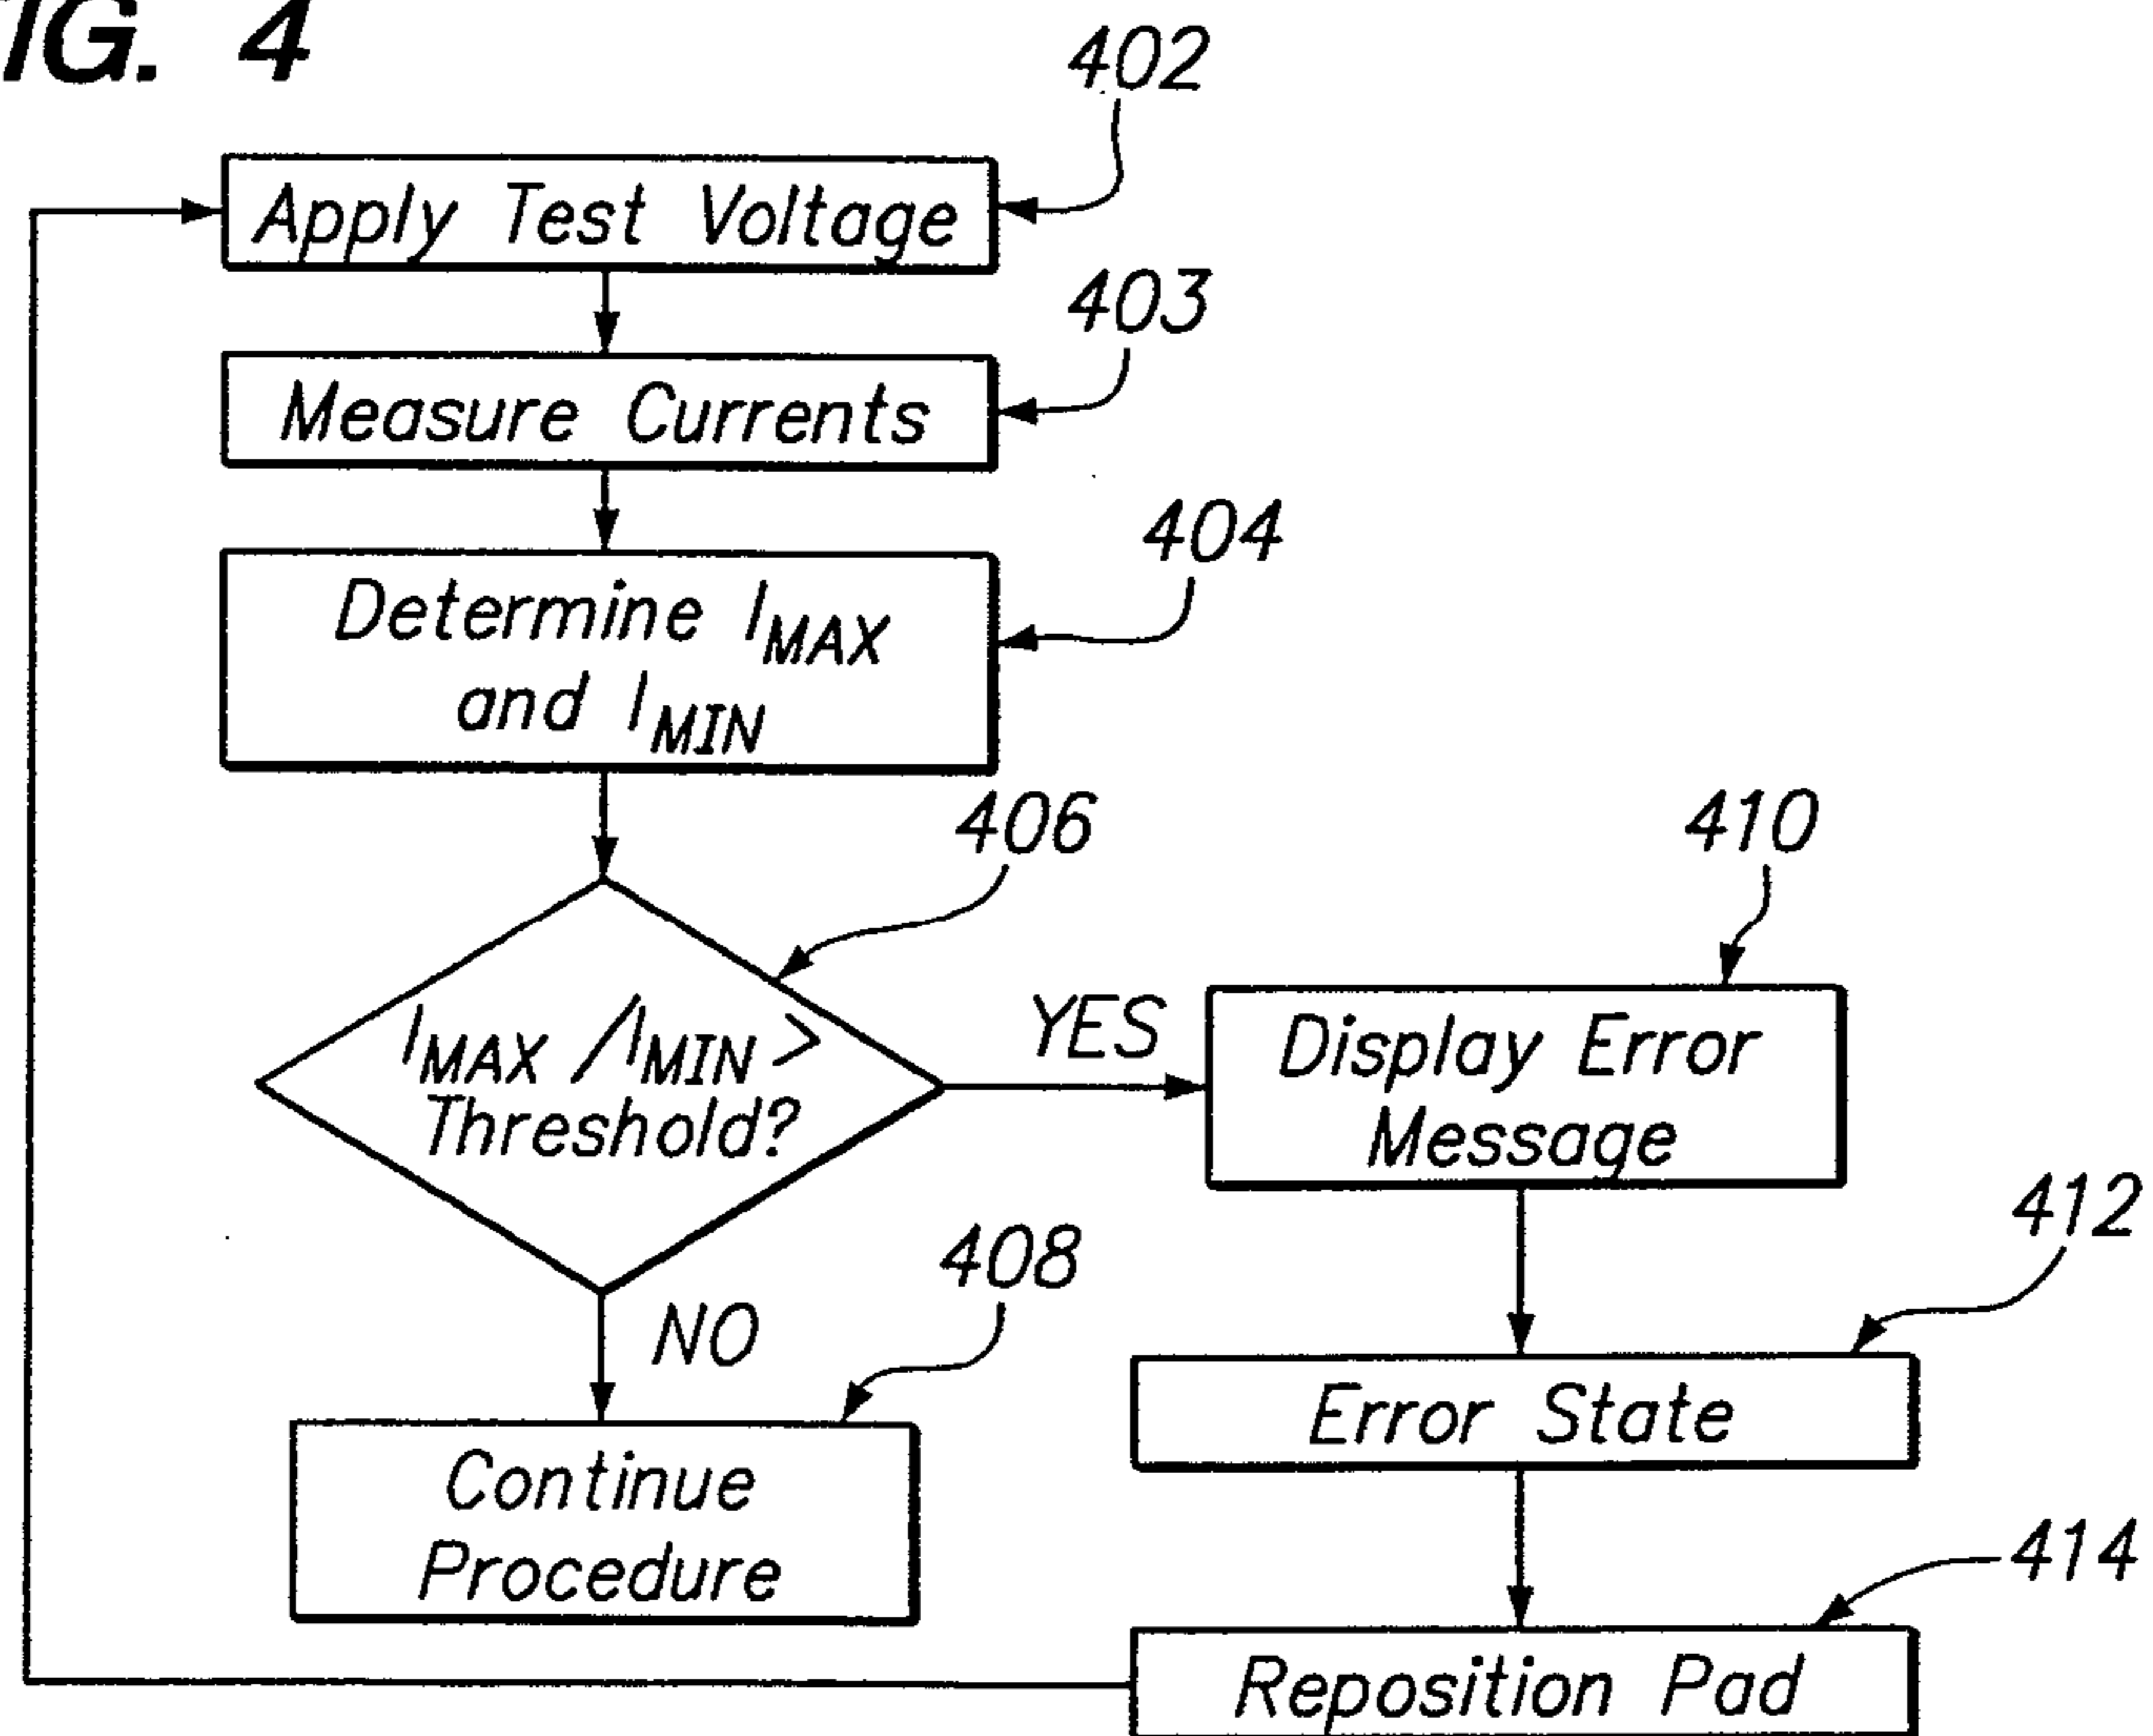 IG. 4
402
Apply Test Voltage
403
Measure Currents
404
Determine IMAX
and IMIN
406
IMAX /IMIN >
Threshold?
YES
410
Display Error
Message
NO
408
Continue
Procedure
412
Error State
414
Reposition Pad